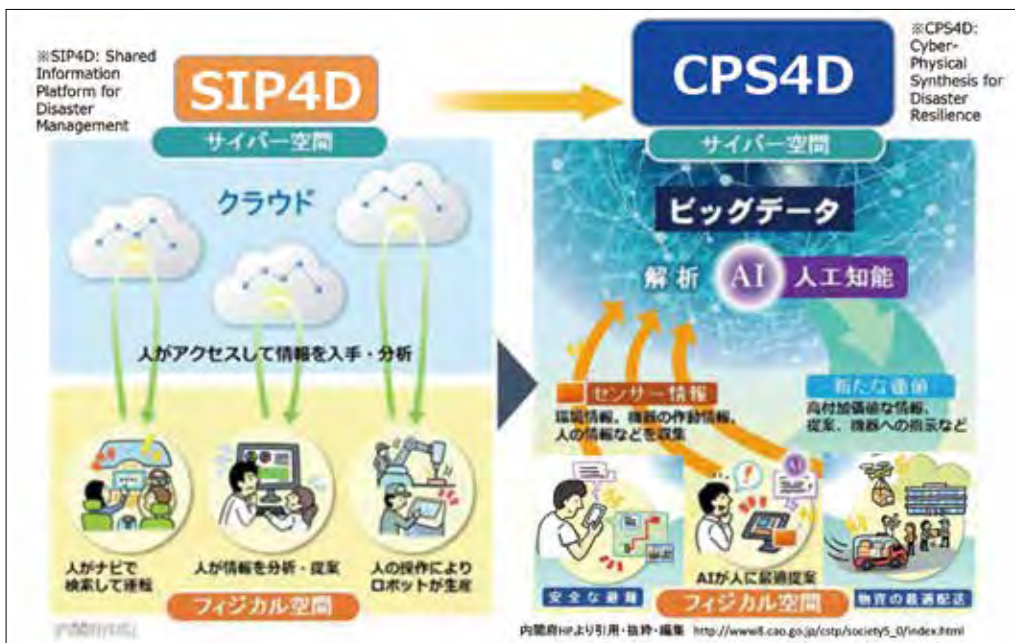 ※SIP4D: Shared
Information
Platform for
Disaster
Management
SIP4D
サイバー空間
クラウド
人がアクセスして情報を入手・分析
人がナビで
検索して運転
人が情報を分析・提案
人の操作により
ロボットが生産
フィジカル空間
CPS4D
※CPS4D:
Cyber-
Physical
Synthesis for
Disaster
Resilience
サイバー空間
ビッグデータ
解析 AI 人工知能
センサー情報
環境情報、機器の作動情報、
人の情報などを収集
新たな価値
高付加価値な情報、
提案、機器への指示など
AI
安全な避難
AIが人に最適提案
フィジカル空間
物資の最適配送
内閣府HPより引用・抜粋・編集 http://www8.cao.go.jp/cstp/society5_0/index.html